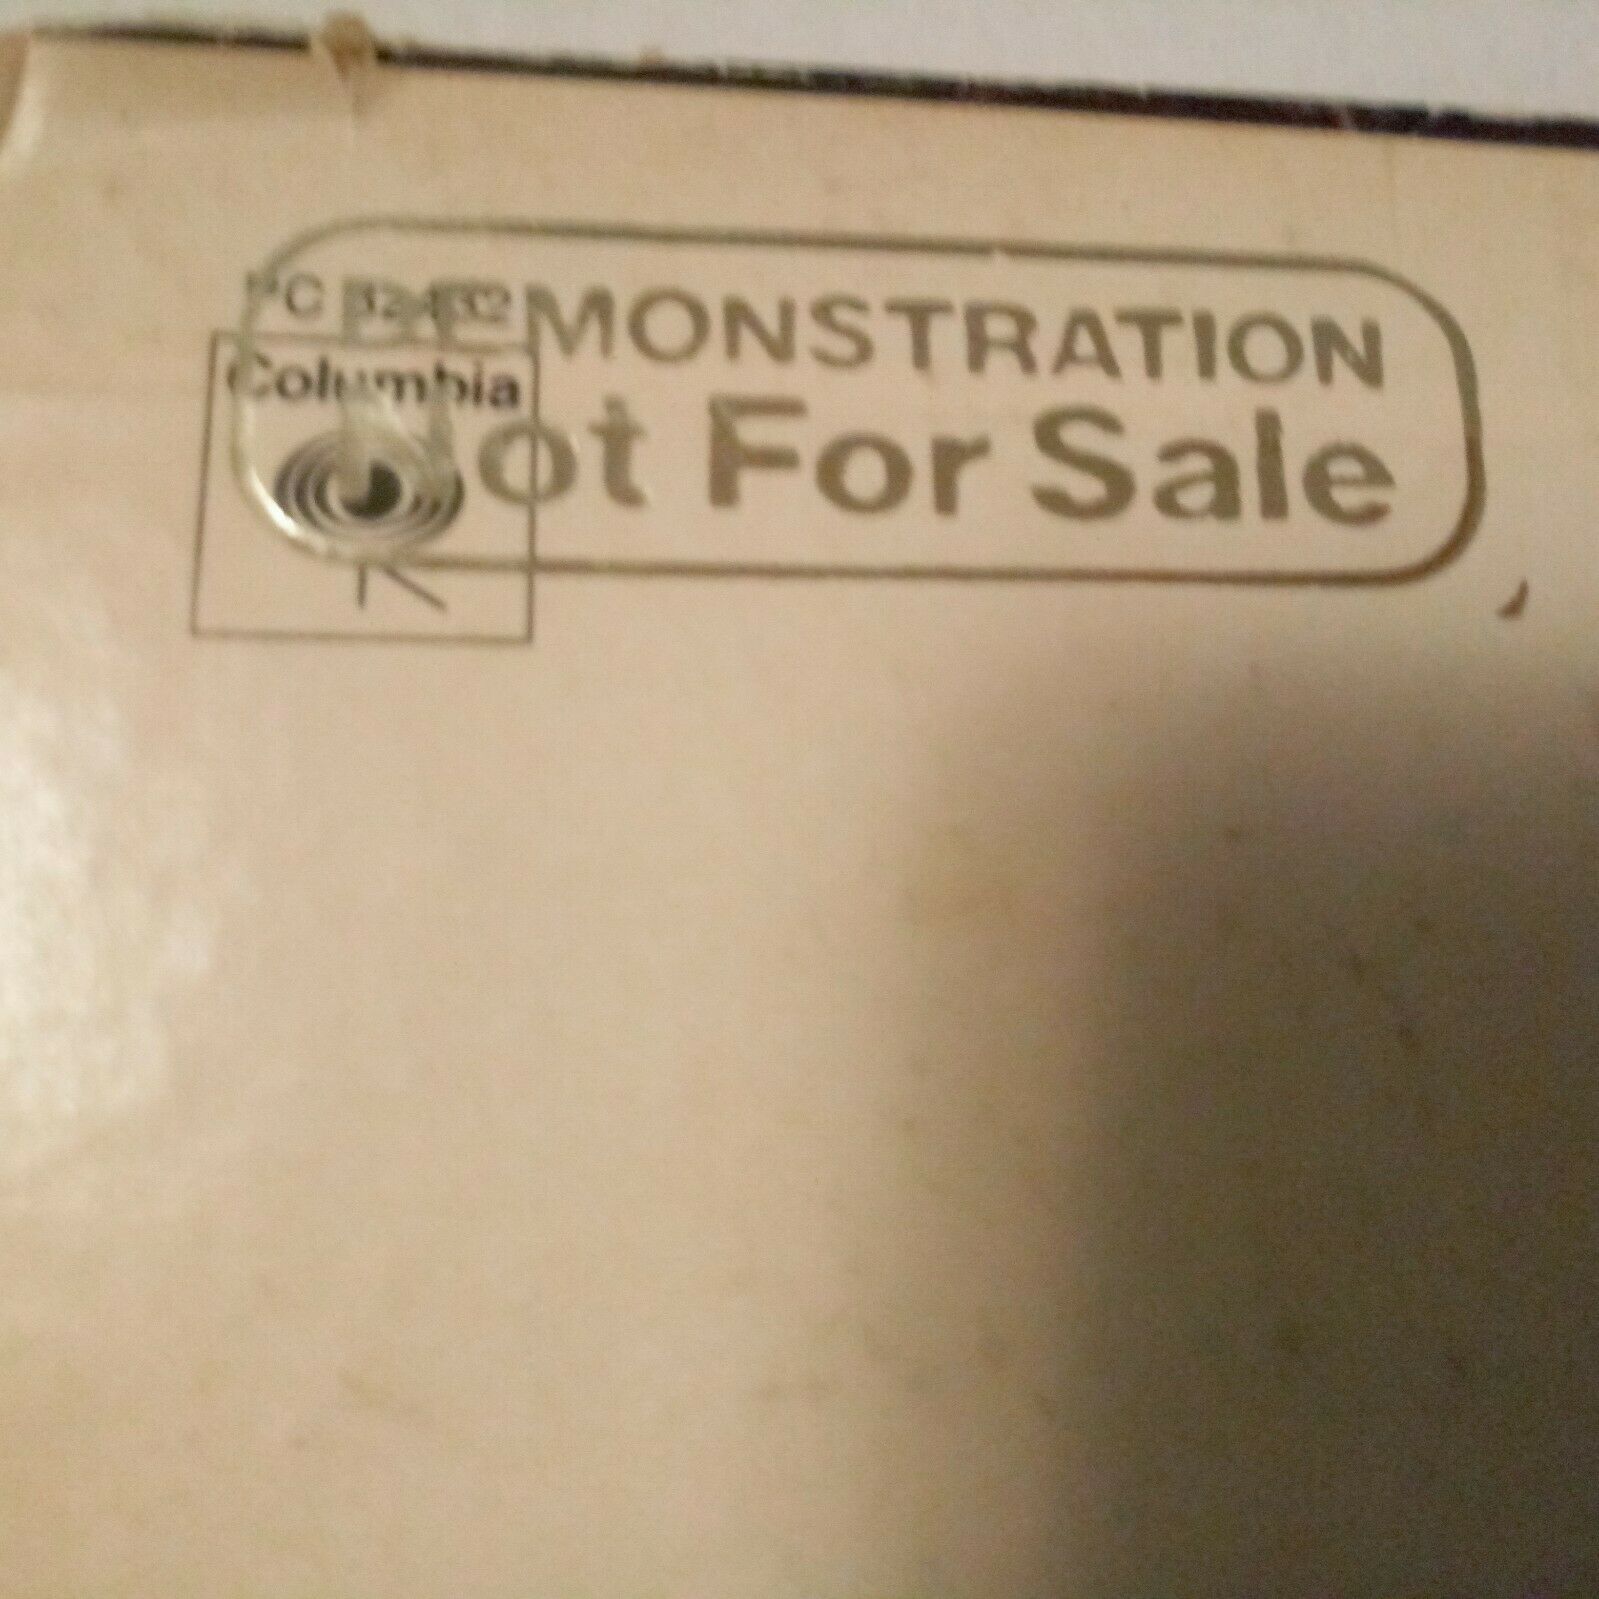 DEMONSTRATION
Not For Sale
Columbia